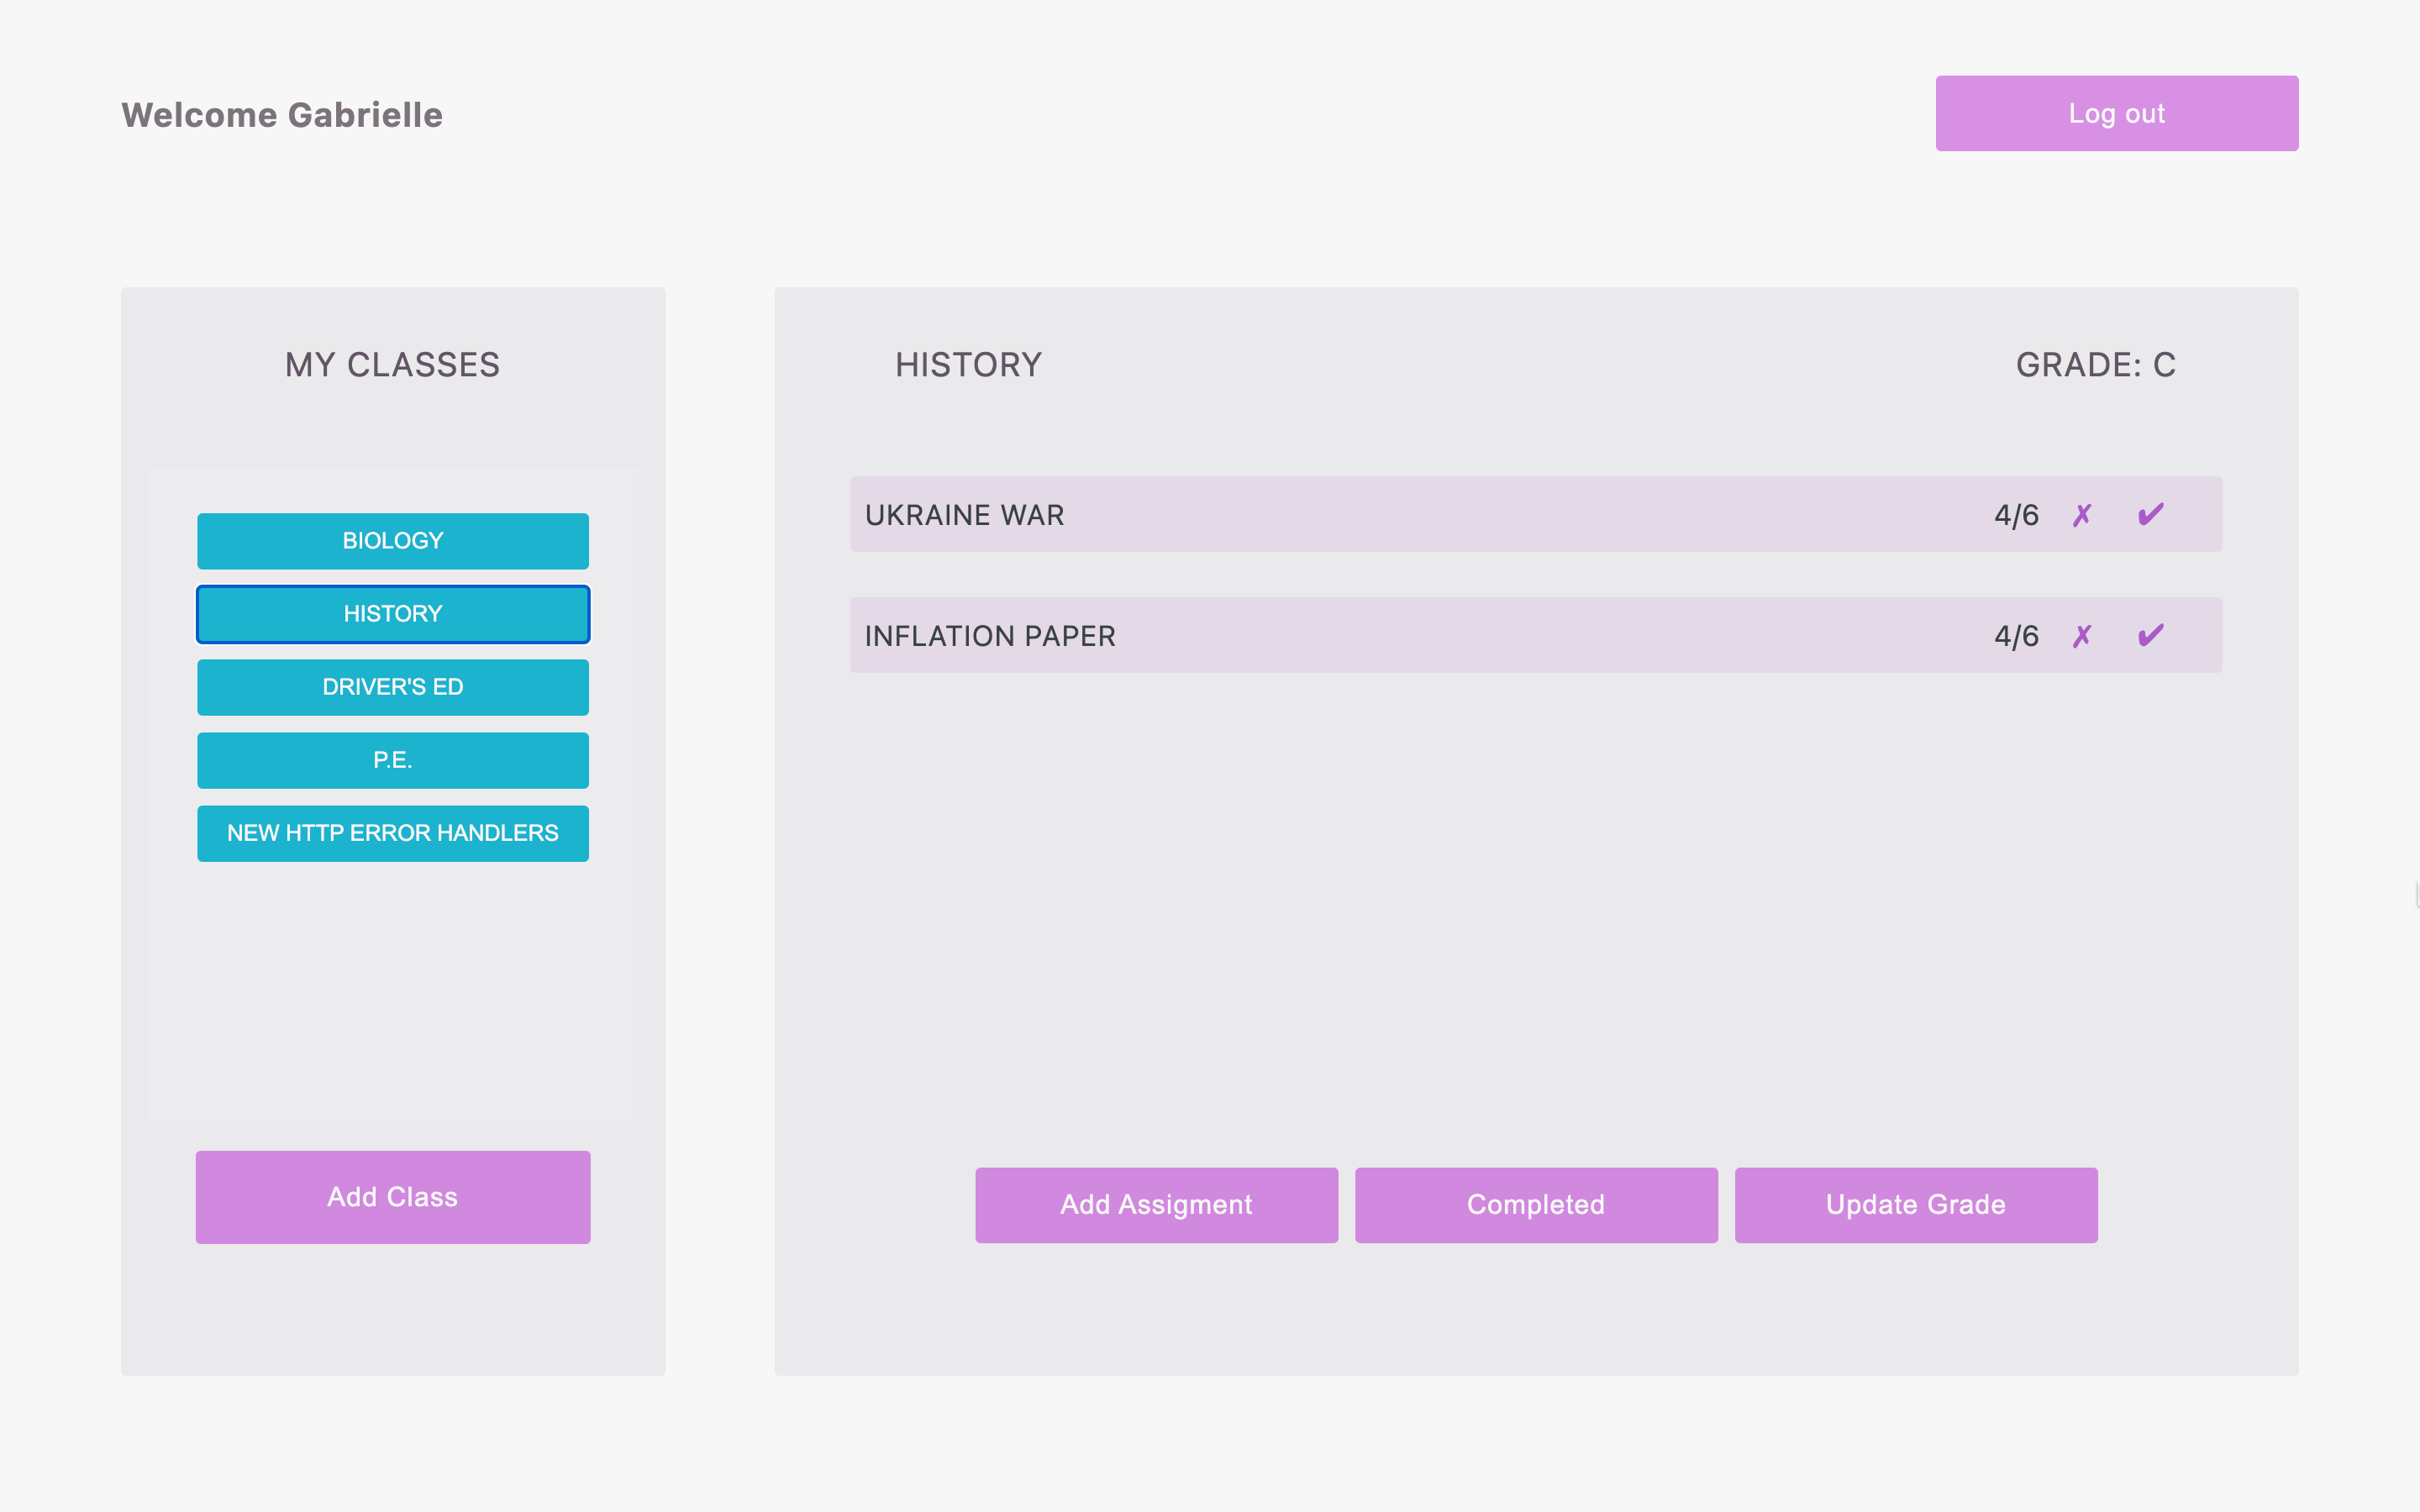 Welcome Gabrielle
Log out
MY CLASSES
BIOLOGY
HISTORY
DRIVER'S ED
P.E.
NEW HTTP ERROR HANDLERS
Add Class
HISTORY
GRADE: C
UKRAINE WAR 4/6 ✗ ✔
INFLATION PAPER 4/6 ✗ ✔
Add Assigment
Completed
Update Grade